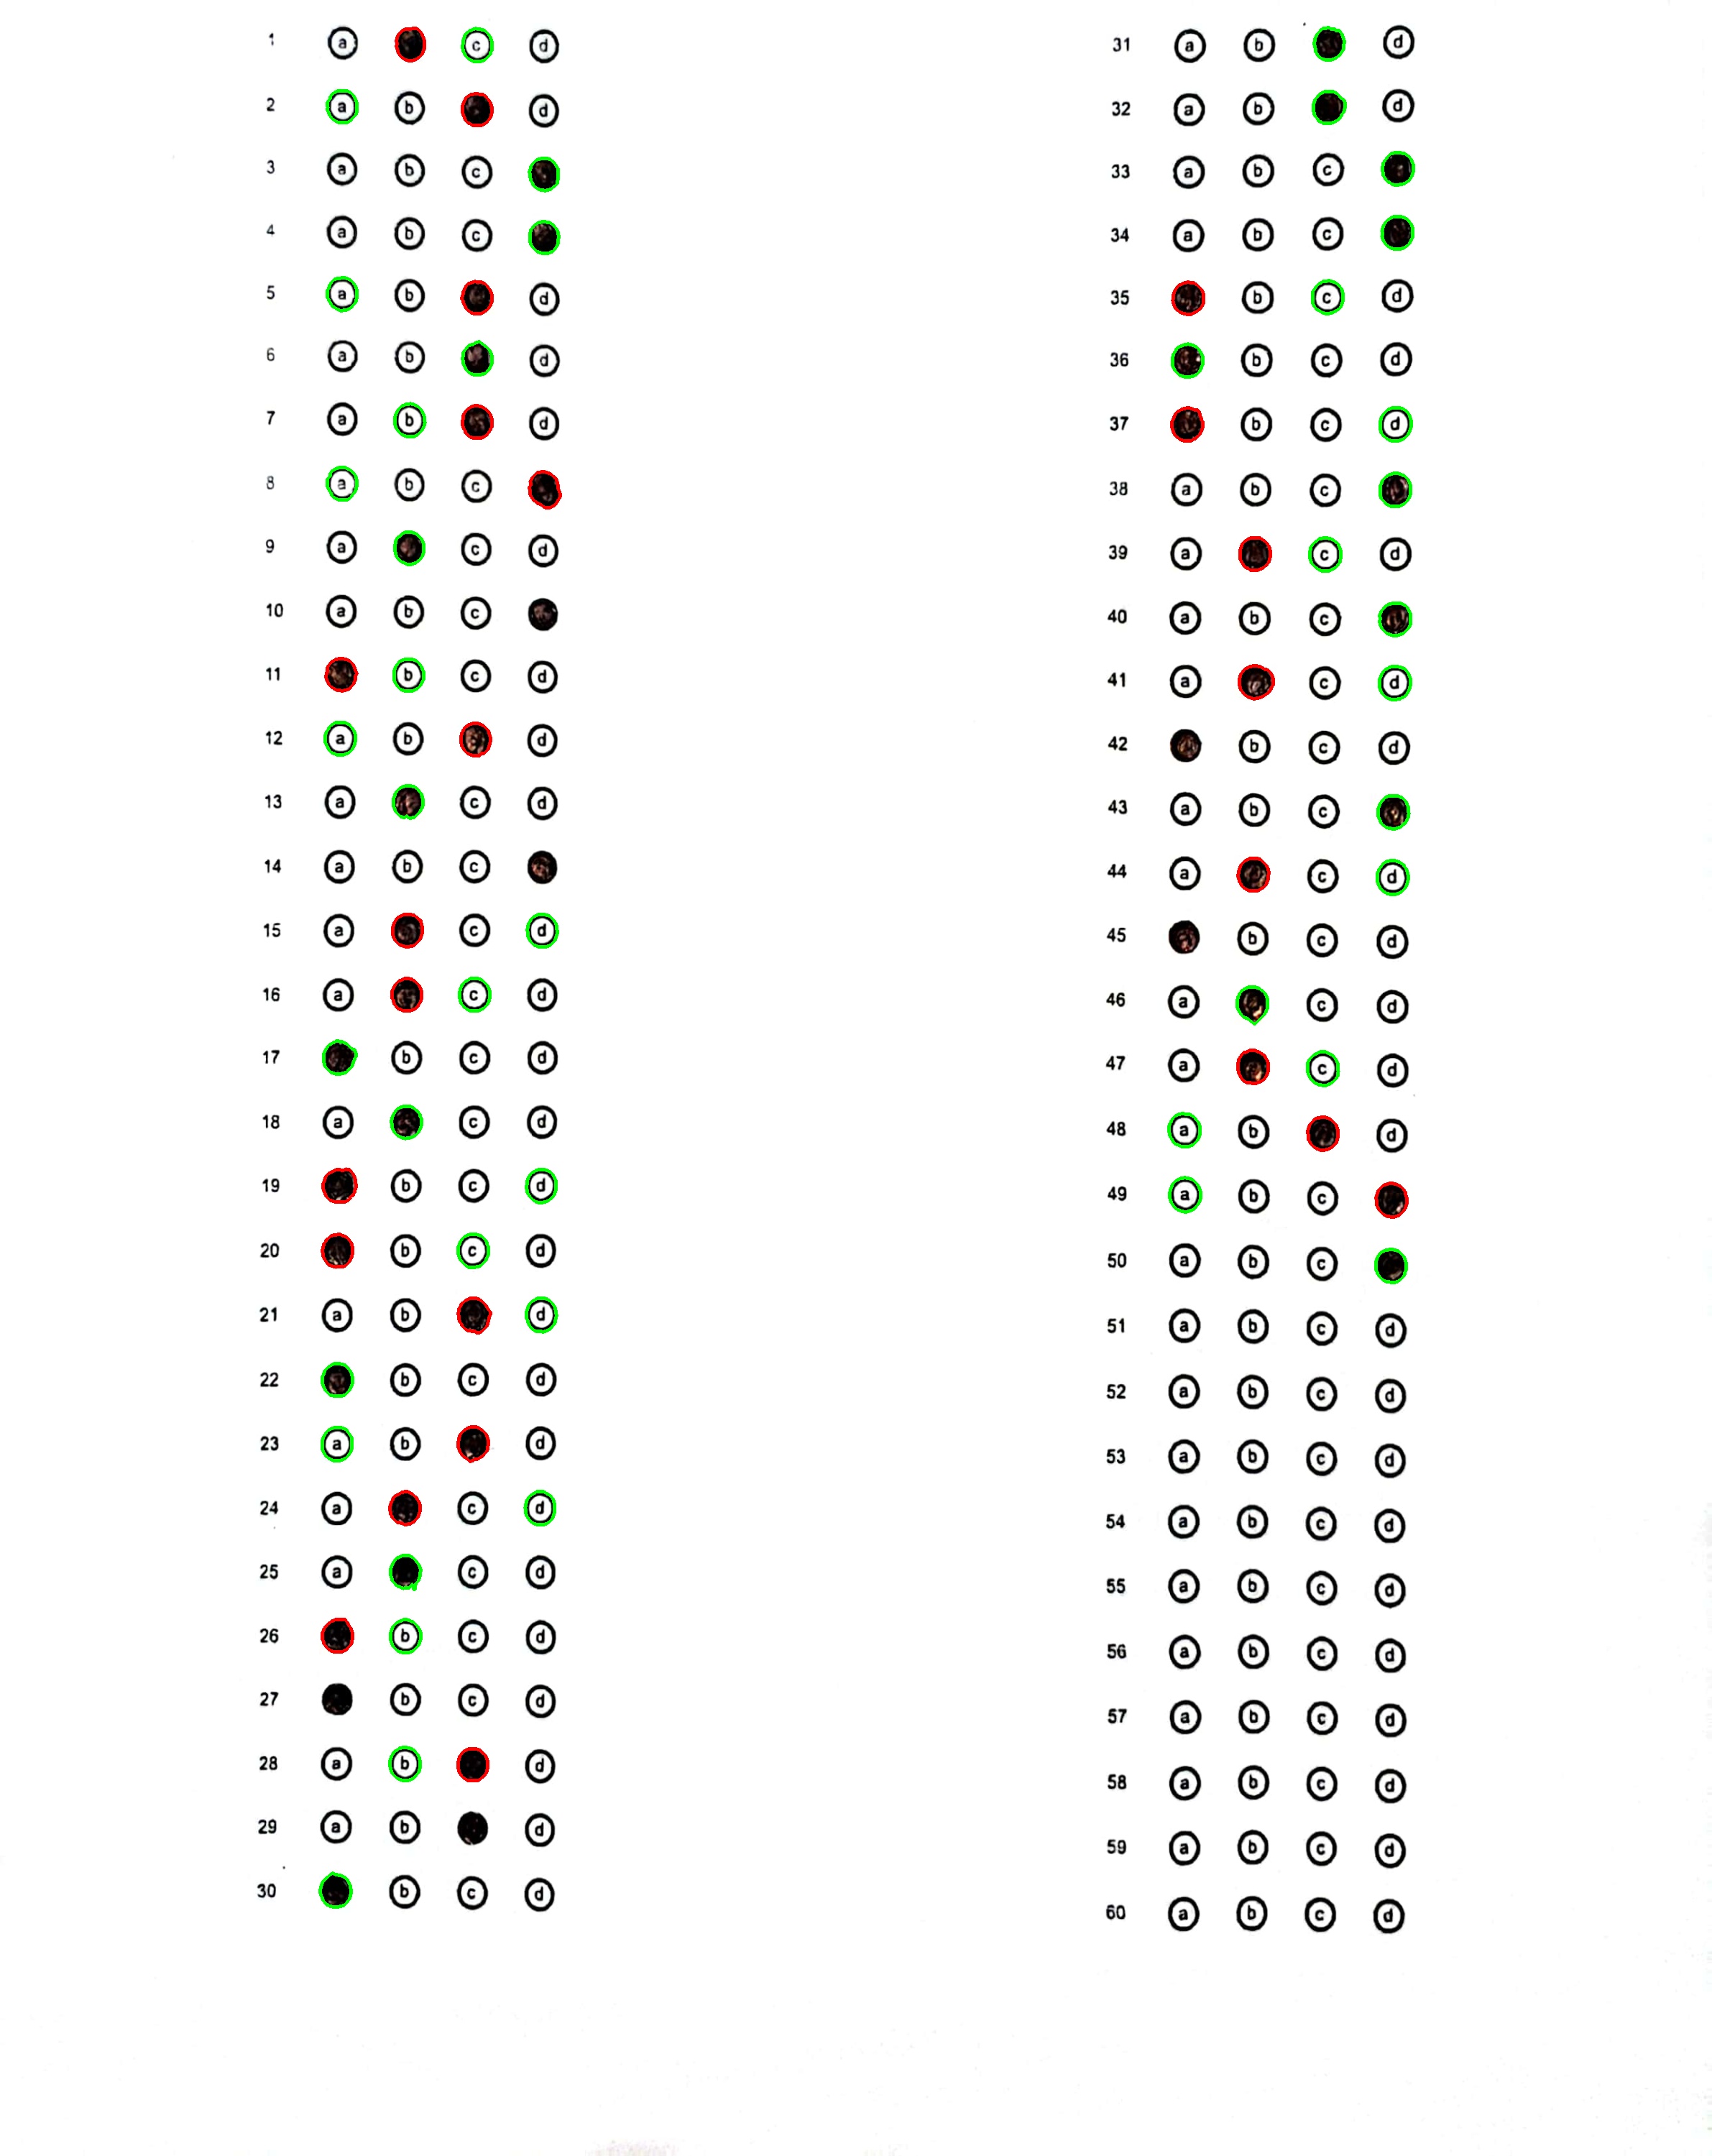 1 a c d
2 a b d
3 a b c
4 a b c
5 a b d
6 a b d
7 a b d
8 a b c
9 a c d
10 a b c
11 b c d
12 a b d
13 a c d
14 a b c
15 a c d
16 a c d
17 b c d
18 a c d
19 b c d
20 b c d
21 a b d
22 b c d
23 a b d
24 a c d
25 a c d
26 b c d
27 b c d
28 a b d
29 a b d
30 b c d
31 a b d
32 a b d
33 a b c
34 a b c
35 b c d
36 b c d
37 b c d
38 a b c
39 a c d
40 a b c
41 a c d
42 b c d
43 a b c
44 a c d
45 b c d
46 a c d
47 a c d
48 a b d
49 a b c
50 a b c
51 a b c d
52 a b c d
53 a b c d
54 a b c d
55 a b c d
56 a b c d
57 a b c d
58 a b c d
59 a b c d
60 a b c d